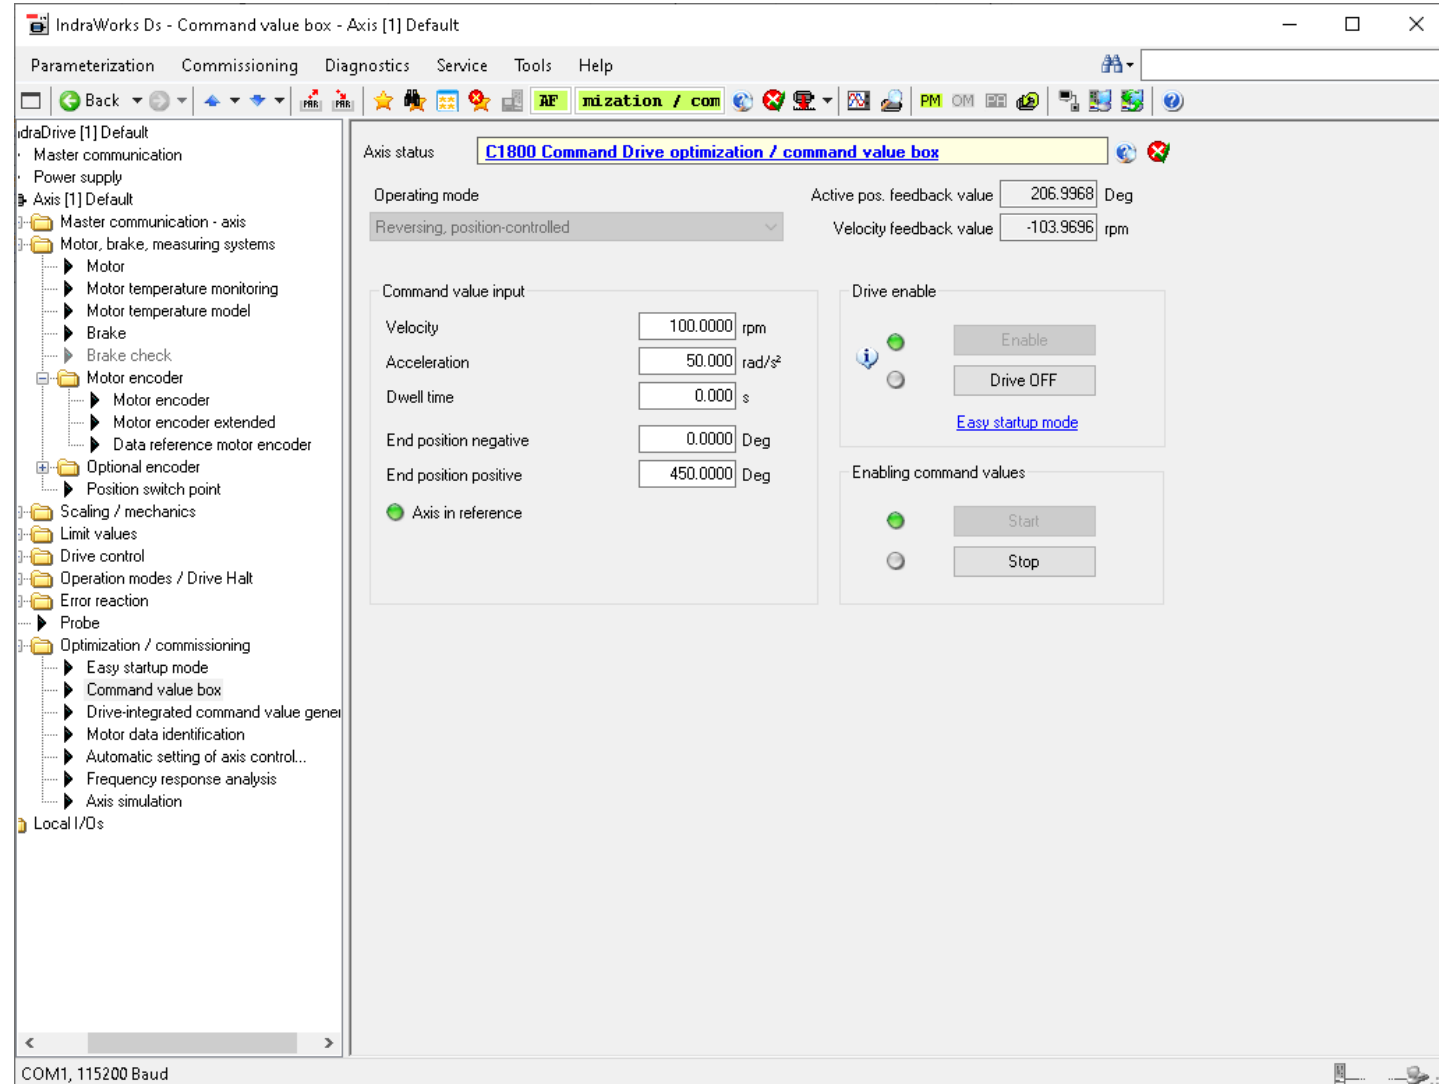 IndraWorks Ds - Command value box - Axis [1] Default
Parameterization Commissioning Diagnostics Service Tools Help
Back PAR PAR AF mization / com PM OM
draDrive [1] Default
Master communication
Power supply
Axis [1] Default
Master communication - axis
Motor, brake, measuring systems
Motor
Motor temperature monitoring
Motor temperature model
Brake
Brake check
Motor encoder
Motor encoder
Motor encoder extended
Data reference motor encoder
Optional encoder
Position switch point
Scaling / mechanics
Limit values
Drive control
Operation modes / Drive Halt
Error reaction
Probe
Optimization / commissioning
Easy startup mode
Command value box
Drive-integrated command value gener
Motor data identification
Automatic setting of axis control...
Frequency response analysis
Axis simulation
Local I/Os
Axis status C1800 Command Drive optimization / command value box
Operating mode
Reversing, position-controlled
Active pos. feedback value 206.9968 Deg
Velocity feedback value -103.9696 rpm
Command value input
Velocity 100.0000 rpm
Acceleration 50.000 rad/s²
Dwell time 0.000 s
End position negative 0.0000 Deg
End position positive 450.0000 Deg
Axis in reference
Drive enable
Enable
Drive OFF
Easy startup mode
Enabling command values
Start
Stop
COM1, 115200 Baud